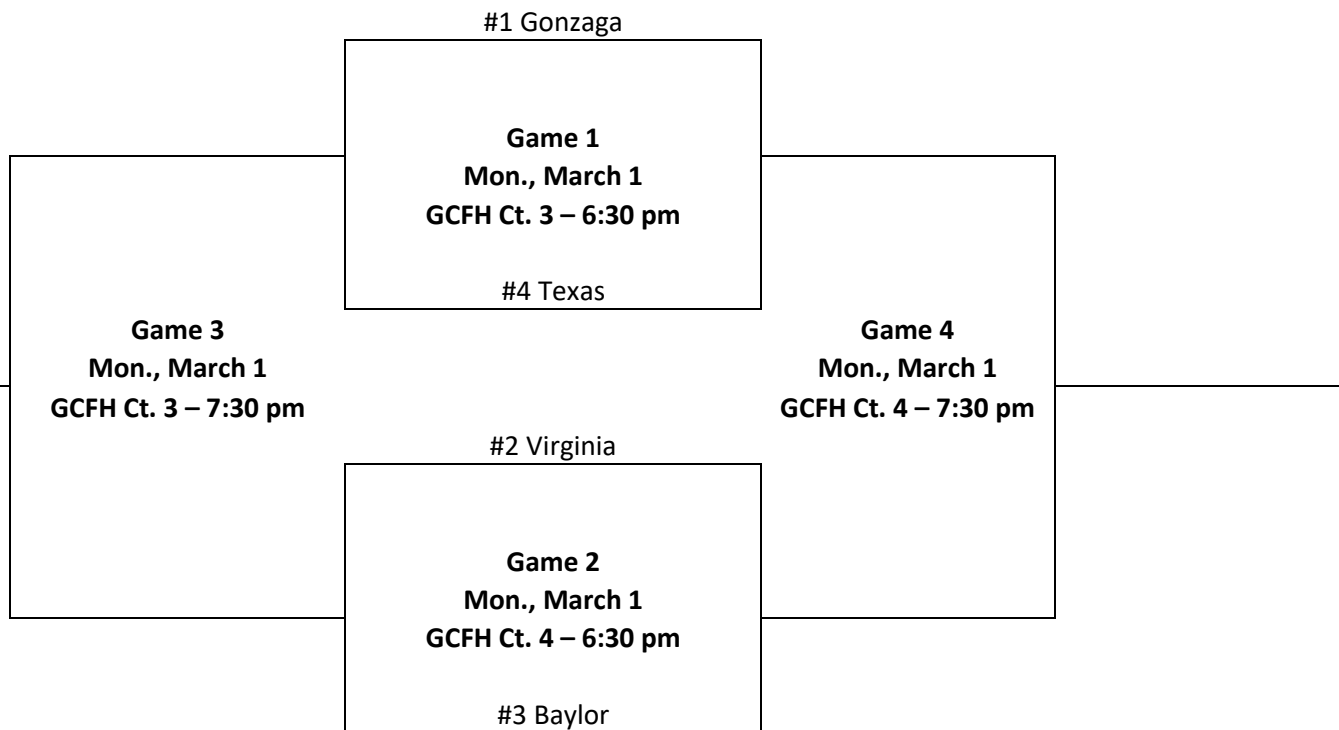 #1 Gonzaga
Game 1
Mon., March 1
GCFH Ct. 3 – 6:30 pm
#4 Texas
Game 3
Mon., March 1
GCFH Ct. 3 – 7:30 pm
Game 4
Mon., March 1
GCFH Ct. 4 – 7:30 pm
#2 Virginia
Game 2
Mon., March 1
GCFH Ct. 4 – 6:30 pm
#3 Baylor